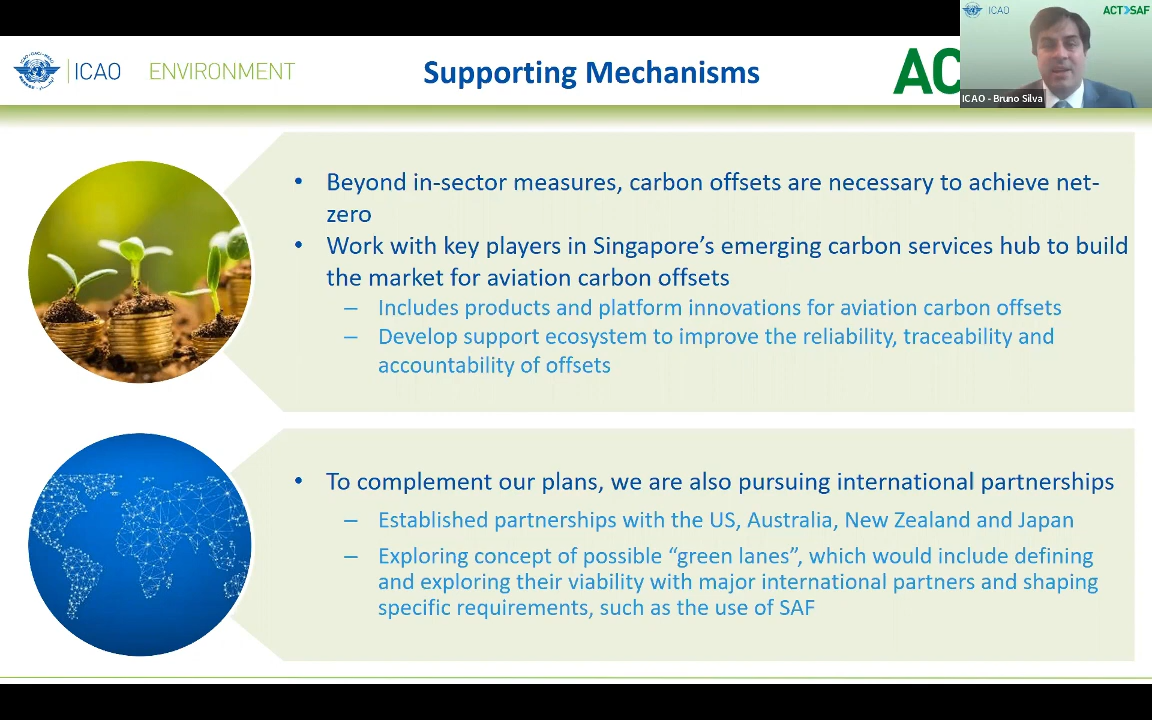 ICAO
ACT SAF
ICAO ENVIRONMENT
Supporting Mechanisms
AC
ICAO - Bruno Silva
• Beyond in-sector measures, carbon offsets are necessary to achieve net-
zero
• Work with key players in Singapore’s emerging carbon services hub to build
the market for aviation carbon offsets
– Includes products and platform innovations for aviation carbon offsets
– Develop support ecosystem to improve the reliability, traceability and
accountability of offsets
• To complement our plans, we are also pursuing international partnerships
– Established partnerships with the US, Australia, New Zealand and Japan
– Exploring concept of possible “green lanes”, which would include defining
and exploring their viability with major international partners and shaping
specific requirements, such as the use of SAF